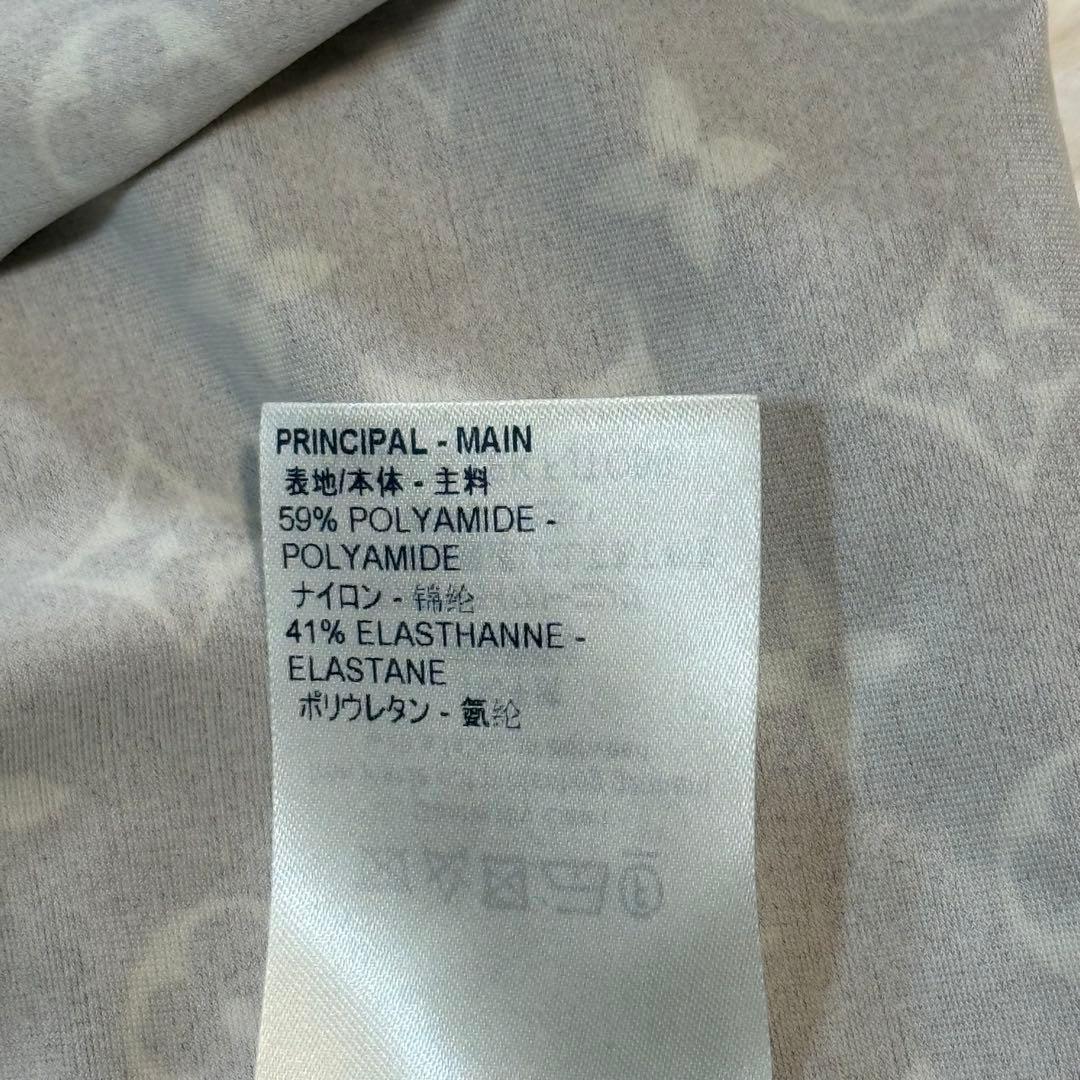 PRINCIPAL - MAIN
表地/本体 - 主料
59% POLYAMIDE -
POLYAMIDE
ナイロン - 锦纶
41% ELASTHANNE -
ELASTANE
ポリウレタン - 氨纶